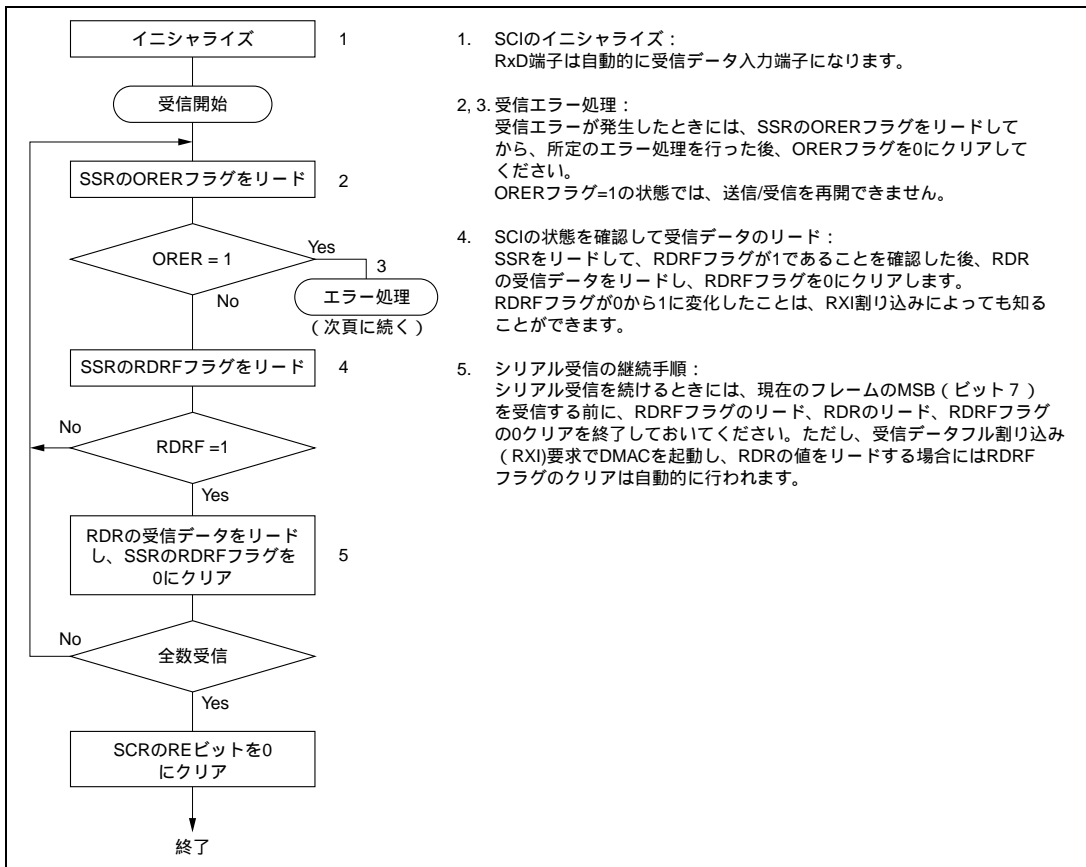 イニシャライズ
1
受信開始
SSRのORERフラグをリード
2
ORER = 1
Yes
3
No
エラー処理
（次頁に続く）
SSRのRDRFフラグをリード
4
No
RDRF =1
Yes
RDRの受信データをリード
し、SSRのRDRFフラグを
0にクリア
5
No
全数受信
Yes
SCRのREビットを0
にクリア
終了
1. SCIのイニシャライズ：
RxD端子は自動的に受信データ入力端子になります。
2, 3. 受信エラー処理：
受信エラーが発生したときには、SSRのORERフラグをリードして
から、所定のエラー処理を行った後、ORERフラグを0にクリアして
ください。
ORERフラグ=1の状態では、送信/受信を再開できません。
4. SCIの状態を確認して受信データのリード：
SSRをリードして、RDRFフラグが1であることを確認した後、RDR
の受信データをリードし、RDRFフラグを0にクリアします。
RDRFフラグが0から1に変化したことは、RXI割り込みによっても知る
ことができます。
5. シリアル受信の継続手順：
シリアル受信を続けるときには、現在のフレームのMSB（ビット７）
を受信する前に、RDRFフラグのリード、RDRのリード、RDRFフラグ
の0クリアを終了しておいてください。ただし、受信データフル割り込み
（RXI)要求でDMACを起動し、RDRの値をリードする場合にはRDRF
フラグのクリアは自動的に行われます。